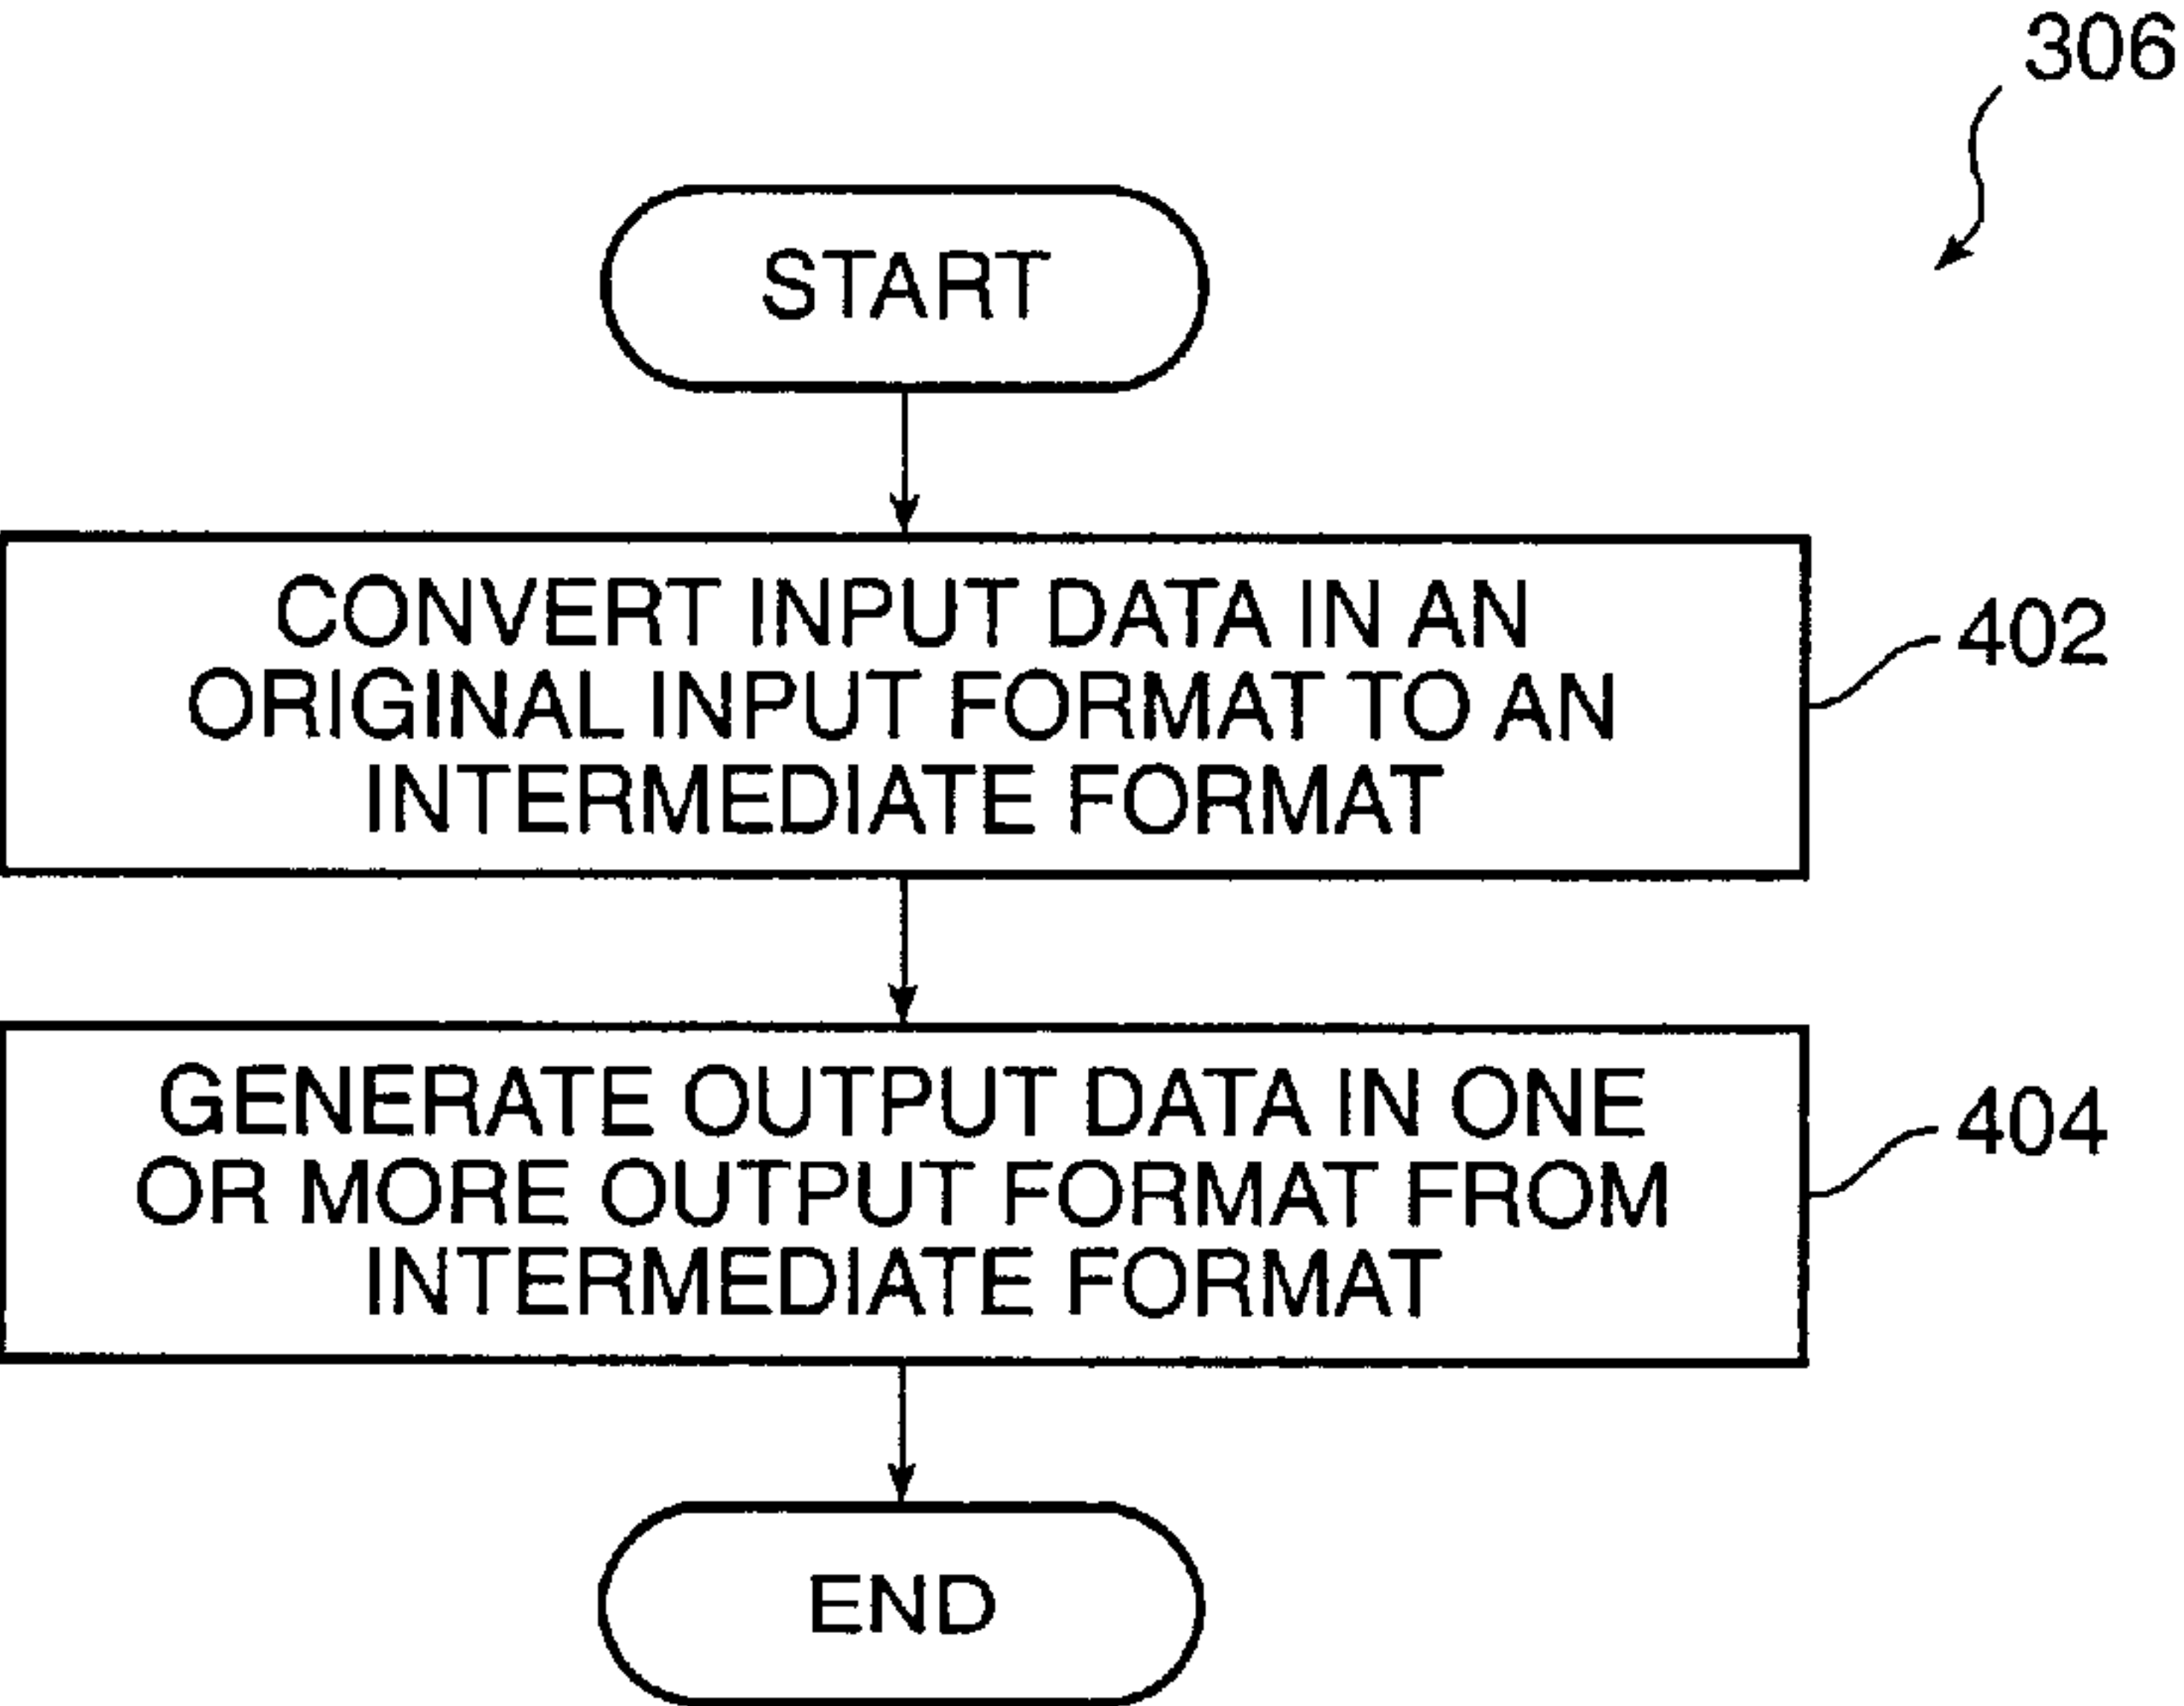 306
START
CONVERT INPUT DATA IN AN
ORIGINAL INPUT FORMAT TO AN
INTERMEDIATE FORMAT
402
GENERATE OUTPUT DATA IN ONE
OR MORE OUTPUT FORMAT FROM
INTERMEDIATE FORMAT
404
END